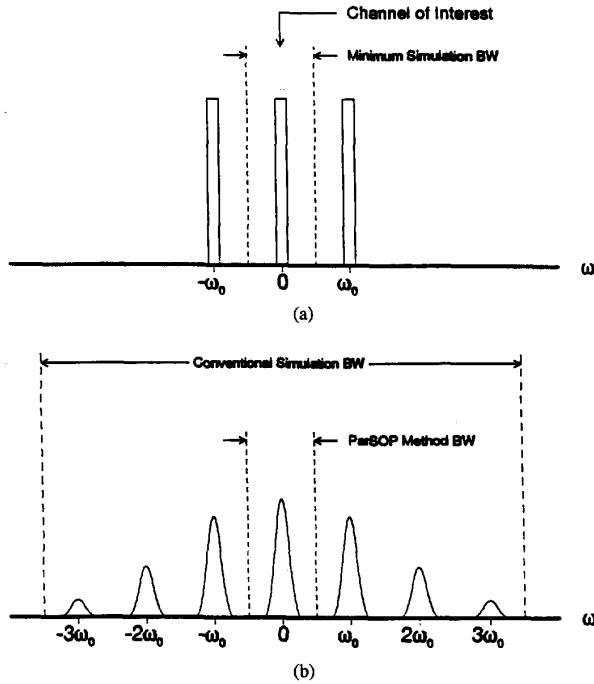 Channel of Interest
Minimum Simulation BW
-ω₀ 0 ω₀ ω
(a)
Conventional Simulation BW
ParSOP Method BW
-3ω₀ -2ω₀ -ω₀ 0 ω₀ 2ω₀ 3ω₀ ω
(b)